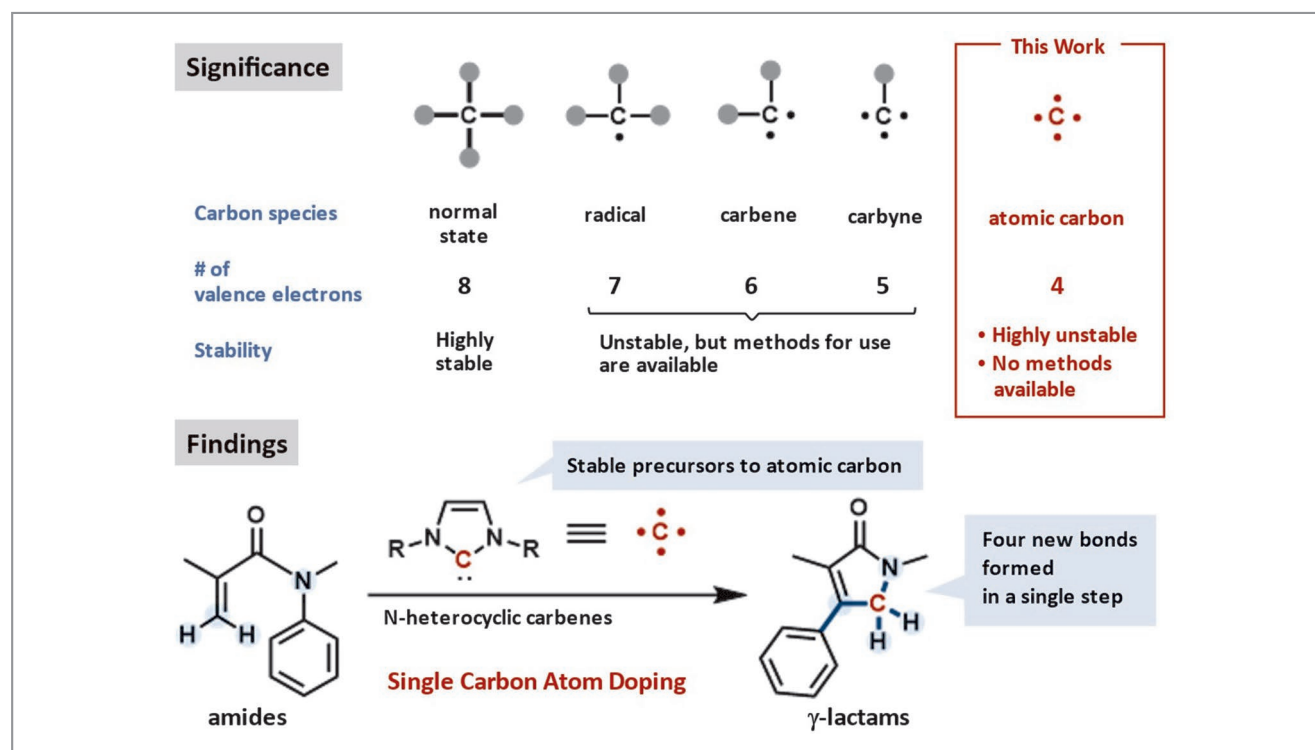 This Work
Significance
C
C
C
C
C
Carbon species
normal
state
radical
carbene
carbyne
atomic carbon
# of
valence electrons
8
7
6
5
4
Stability
Highly
stable
Unstable, but methods for use
are available
• Highly unstable
• No methods
available
Findings
Stable precursors to atomic carbon
O
N
H
H
amides
R
N
N
R
C
C
N-heterocyclic carbenes
Single Carbon Atom Doping
O
N
C
H
H
γ-lactams
Four new bonds
formed
in a single step